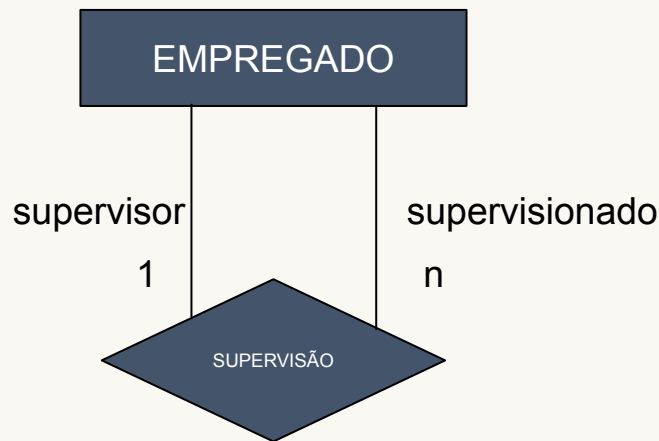 EMPREGADO
supervisor
supervisionado
1
n
SUPERVISÃO